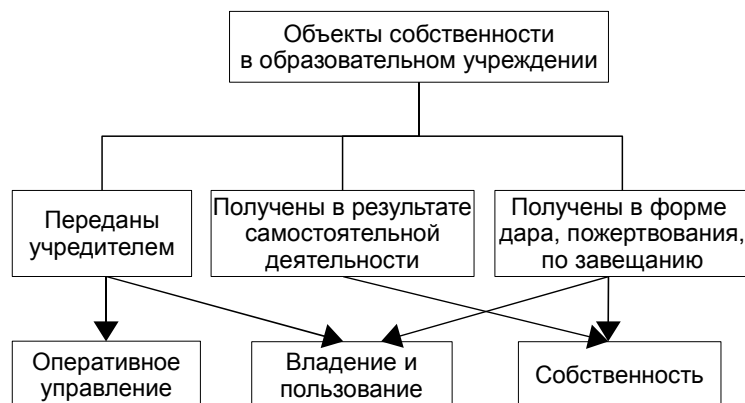 Объекты собственности
в образовательном учреждении
Переданы
учредителем
Получены в результате
самостоятельной
деятельности
Получены в форме
дара, пожертвования,
по завещанию
Оперативное
управление
Владение и
пользование
Собственность